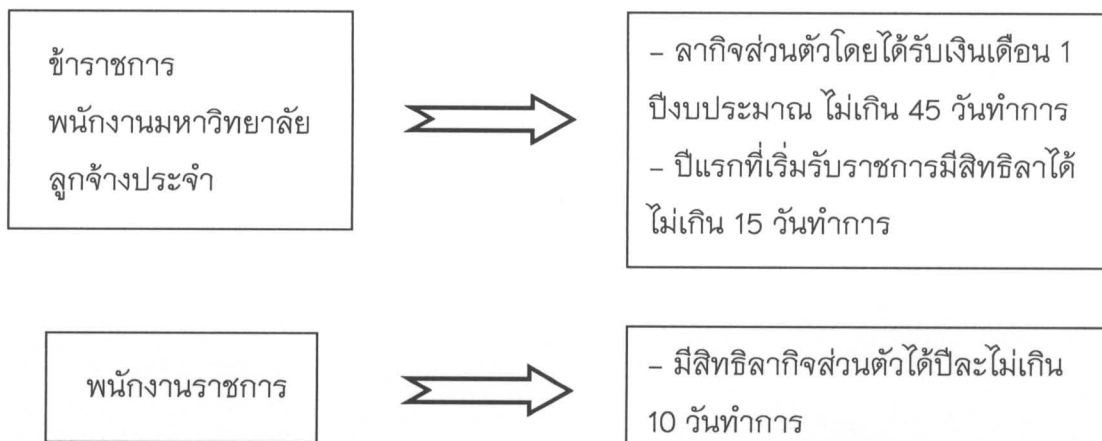 ข้าราชการ
พนักงานมหาวิทยาลัย
ลูกจ้างประจำ
– ลากิจส่วนตัวโดยได้รับเงินเดือน 1
ปีงบประมาณ ไม่เกิน 45 วันทำการ
– ปีแรกที่เริ่มรับราชการมีสิทธิลาได้
ไม่เกิน 15 วันทำการ
พนักงานราชการ
– มีสิทธิลากิจส่วนตัวได้ปีละไม่เกิน
10 วันทำการ